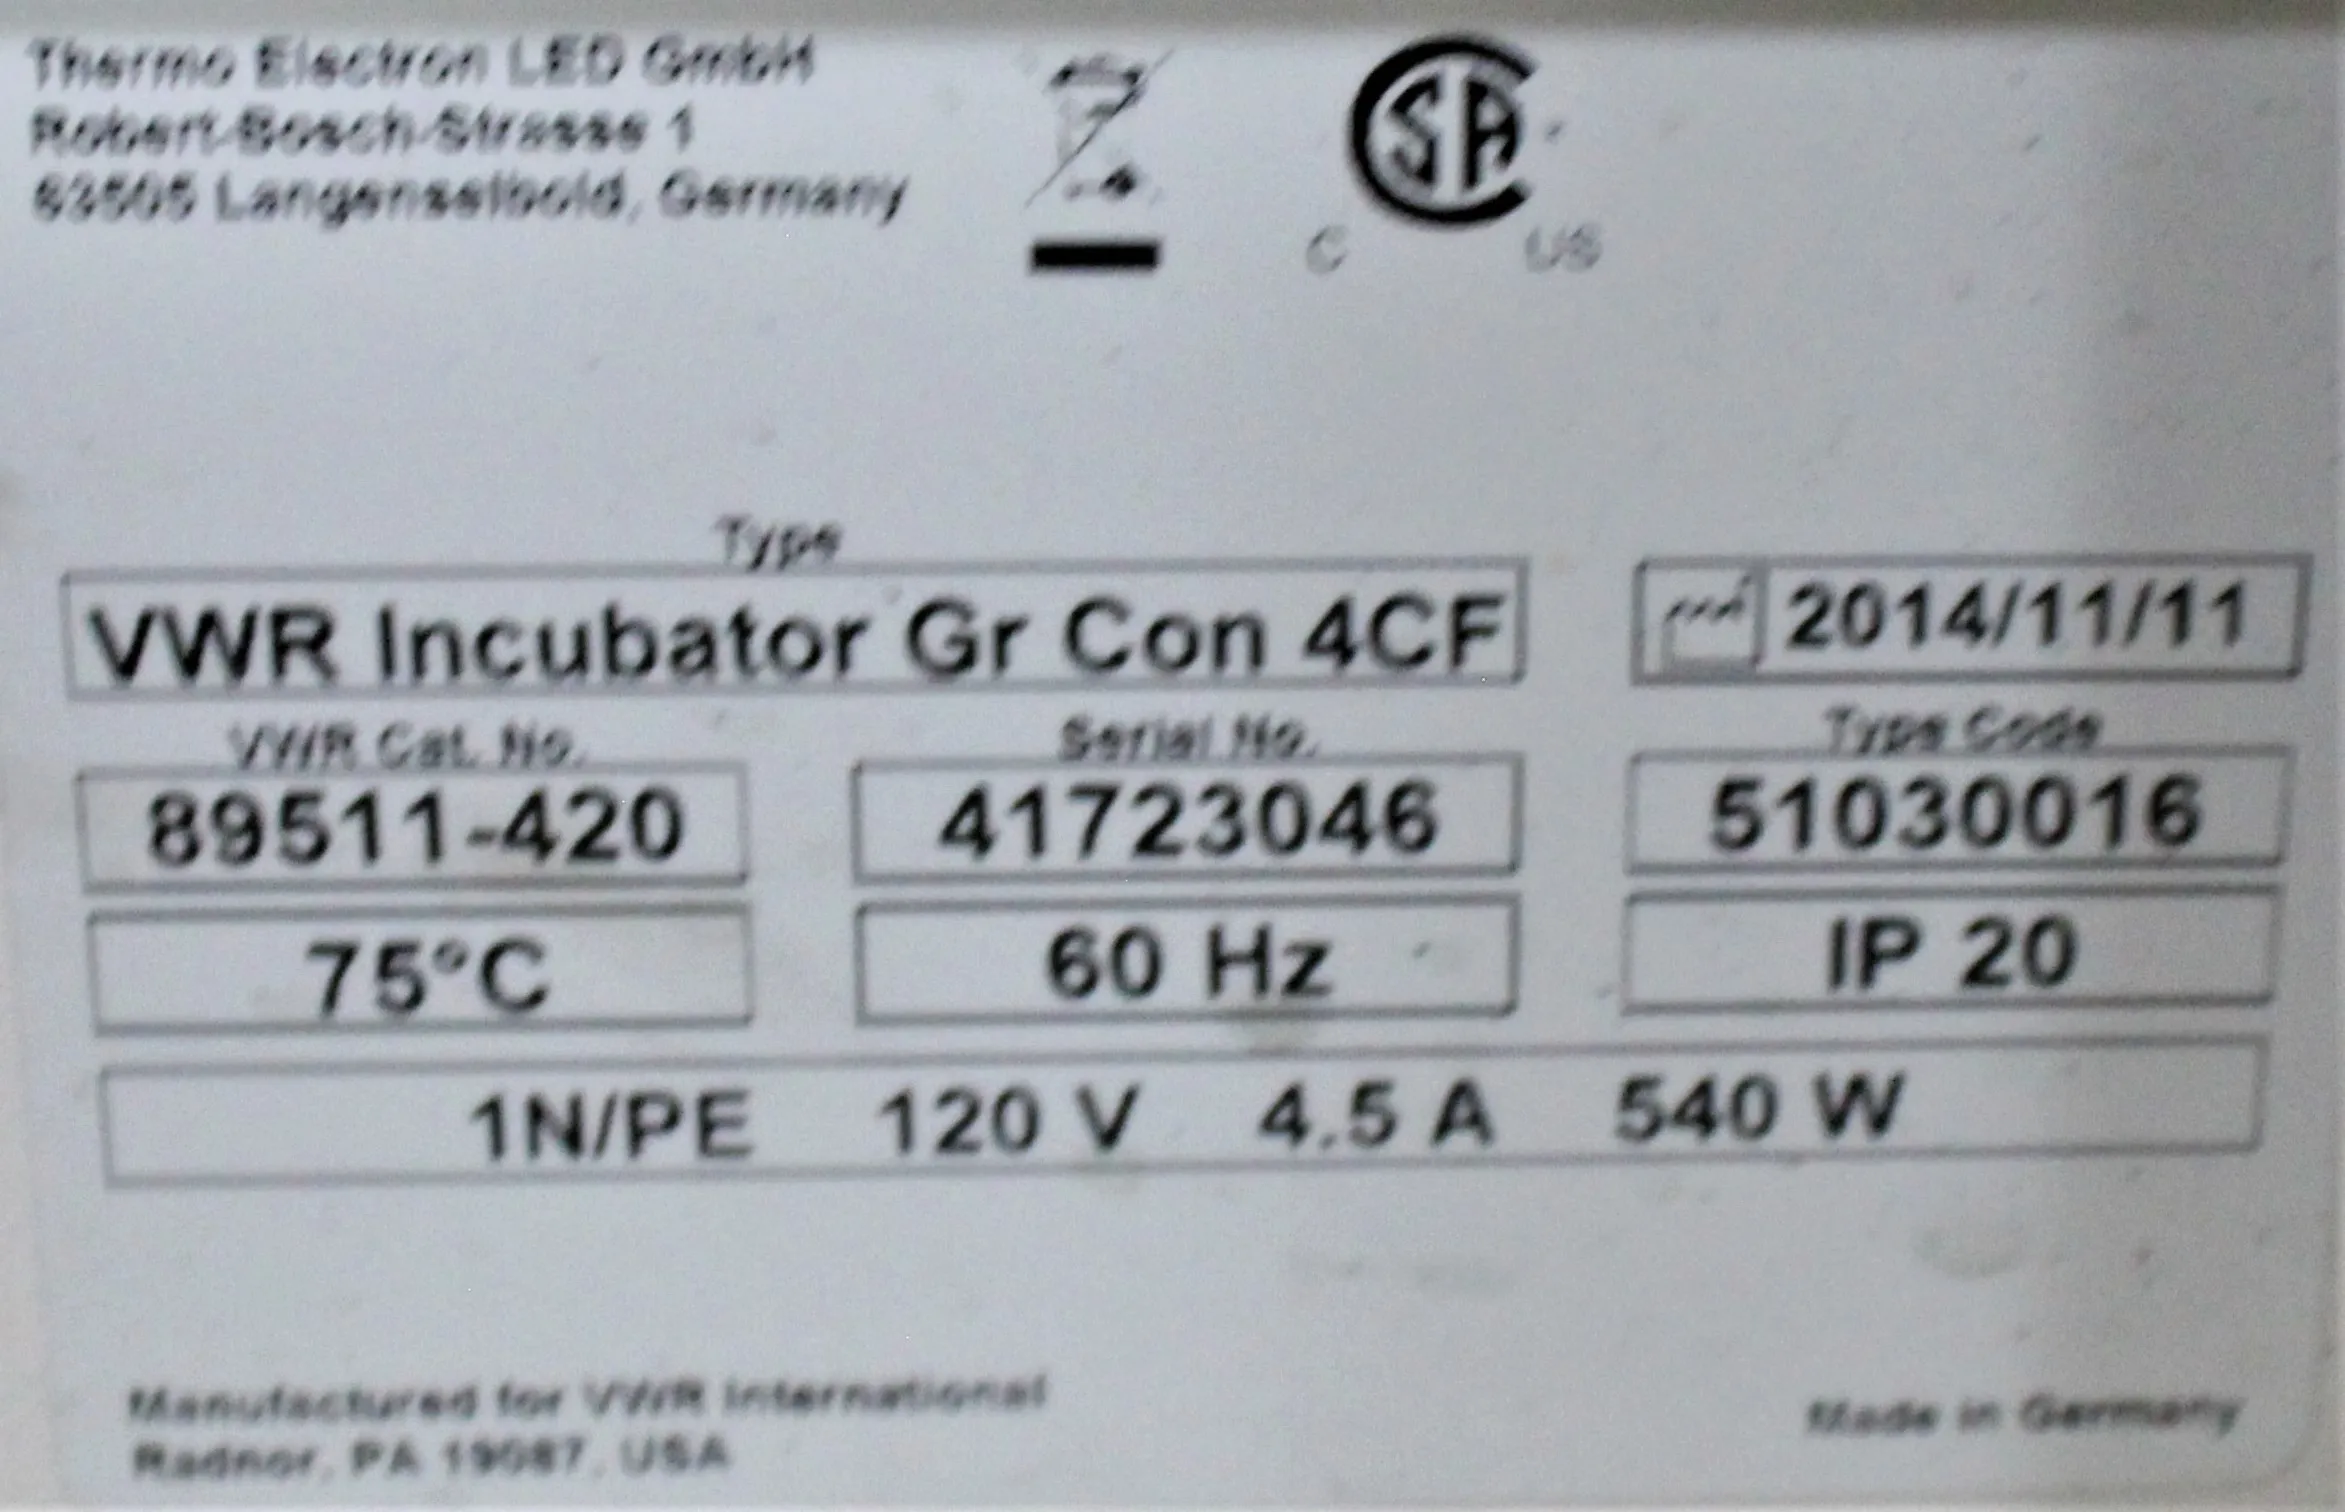 Thermo Electron LED GmbH
Robert-Bosch-Strasse 1
63505 Langenselbold, Germany
CSA
C US
Type
VWR Incubator Gr Con 4CF
2014/11/11
VWR Cat. No. Serial No. Type Code
89511-420 41723046 51030016
75°C 60 Hz IP 20
1N/PE 120 V 4.5 A 540 W
Manufactured for VWR International
Radnor, PA 19087, USA
Made in Germany